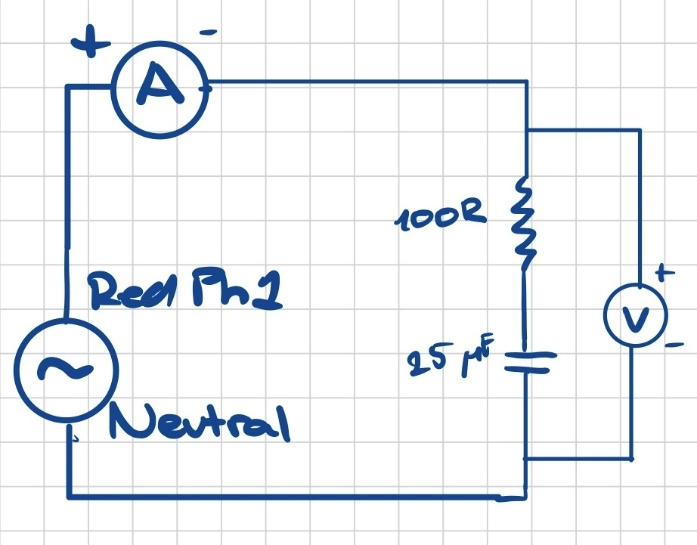 + -
A
100R
Red Ph1
+
V
25 µF
-
Neutral